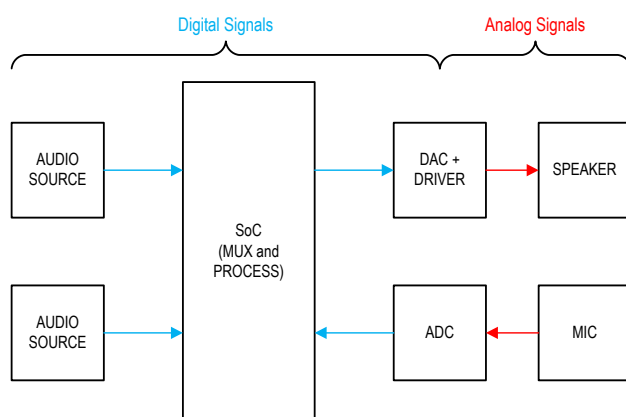 Digital Signals
Analog Signals
AUDIO
SOURCE
DAC +
DRIVER
SPEAKER
SoC
(MUX and
PROCESS)
AUDIO
SOURCE
ADC
MIC